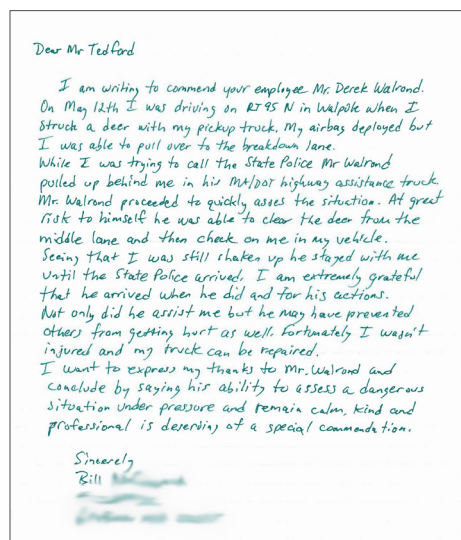 Dear Mr Tedford
I am writing to commend your employee Mr. Derek Walrond.
On May 12th I was driving on RT 95 N in Walpole when I
struck a deer with my pickup truck. My airbag deployed but
I was able to pull over to the breakdown lane.
While I was trying to call the State Police Mr Walrond
pulled up behind me in his MA/DOT highway assistance truck.
Mr. Walrond proceeded to quickly asses the situation. At great
risk to himself he was able to clear the deer from the
middle lane and then check on me in my vehicle.
Seeing that I was still shaken up he stayed with me
until the State Police arrived. I am extremely grateful
that he arrived when he did and for his actions.
Not only did he assist me but he may have prevented
others from getting hurt as well. Fortunately I wasn't
injured and my truck can be repaired.
I want to express my thanks to Mr. Walrond and
conclude by saying his ability to assess a dangerous
situation under pressure and remain calm, kind and
professional is deserving of a special commendation.
Sincerely
Bill